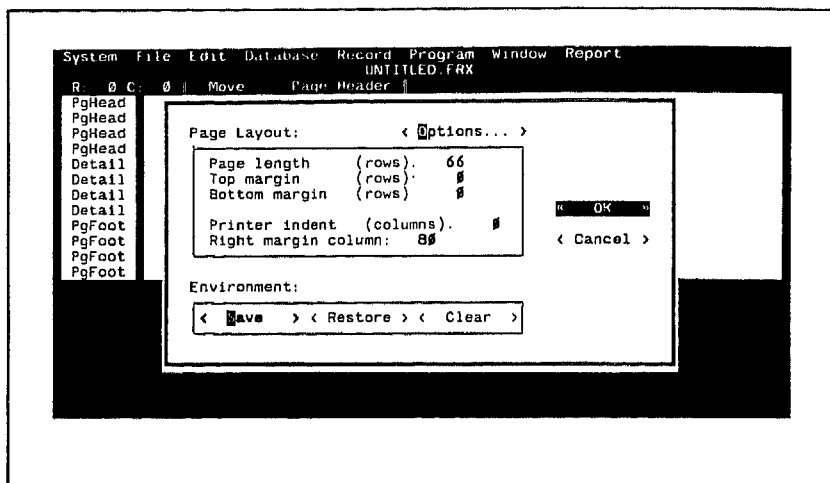 System File Edit Database Record Program Window Report
UNTITLED.FRX
R: 0 C: 0 Move Page Header
PgHead
PgHead
PgHead
PgHead
Detail
Detail
Detail
Detail
PgFoot
PgFoot
PgFoot
PgFoot
Page Layout: < Options... >
Page length (rows). 66
Top margin (rows). 0
Bottom margin (rows) 0
Printer indent (columns). 0
Right margin column: 80
« OK »
< Cancel >
Environment:
< Save > < Restore > < Clear >